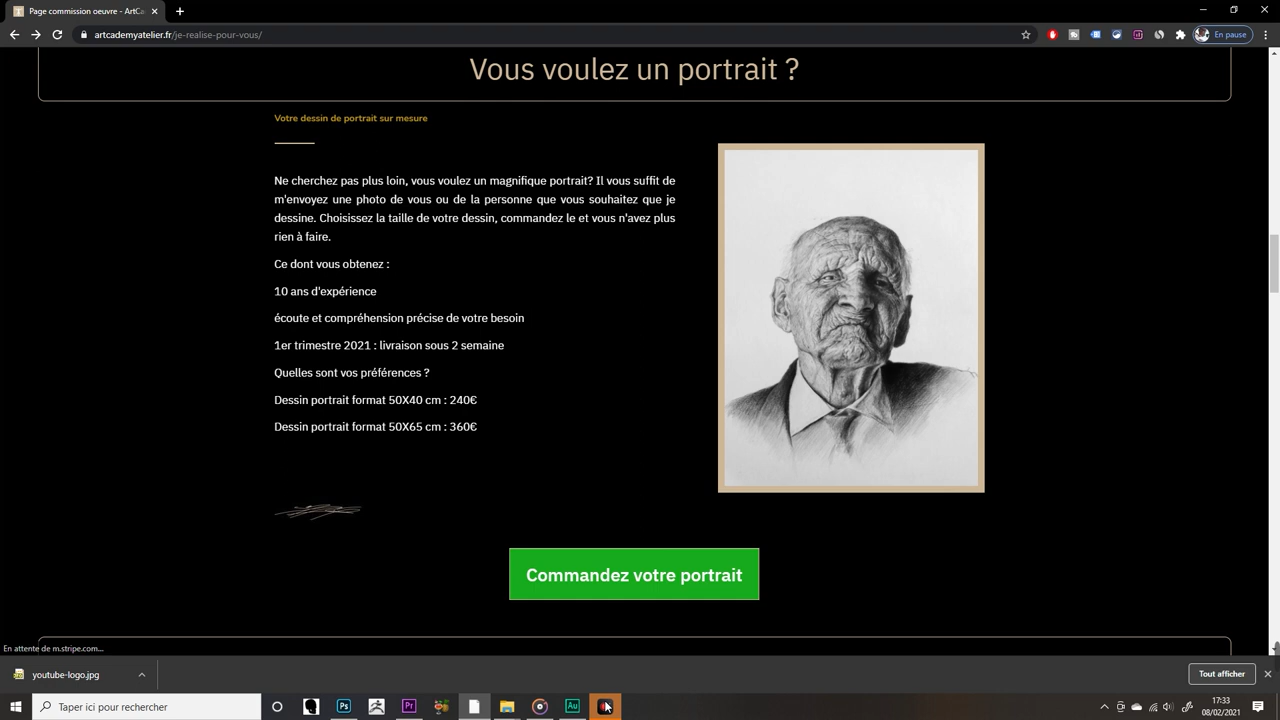 Page commission oeuvre - ArtCa
artcademyatelier.fr/je-realise-pour-vous/
En pause
Vous voulez un portrait ?
Votre dessin de portrait sur mesure
Ne cherchez pas plus loin, vous voulez un magnifique portrait? Il vous suffit de
m'envoyez une photo de vous ou de la personne que vous souhaitez que je
dessine. Choisissez la taille de votre dessin, commandez le et vous n'avez plus
rien à faire.
Ce dont vous obtenez :
10 ans d'expérience
écoute et compréhension précise de votre besoin
1er trimestre 2021 : livraison sous 2 semaine
Quelles sont vos préférences ?
Dessin portrait format 50X40 cm : 240€
Dessin portrait format 50X65 cm : 360€
Commandez votre portrait
En attente de m.stripe.com...
youtube-logo.jpg
Tout afficher
Taper ici pour rechercher
Ps
Pr
Au
17:33
08/02/2021